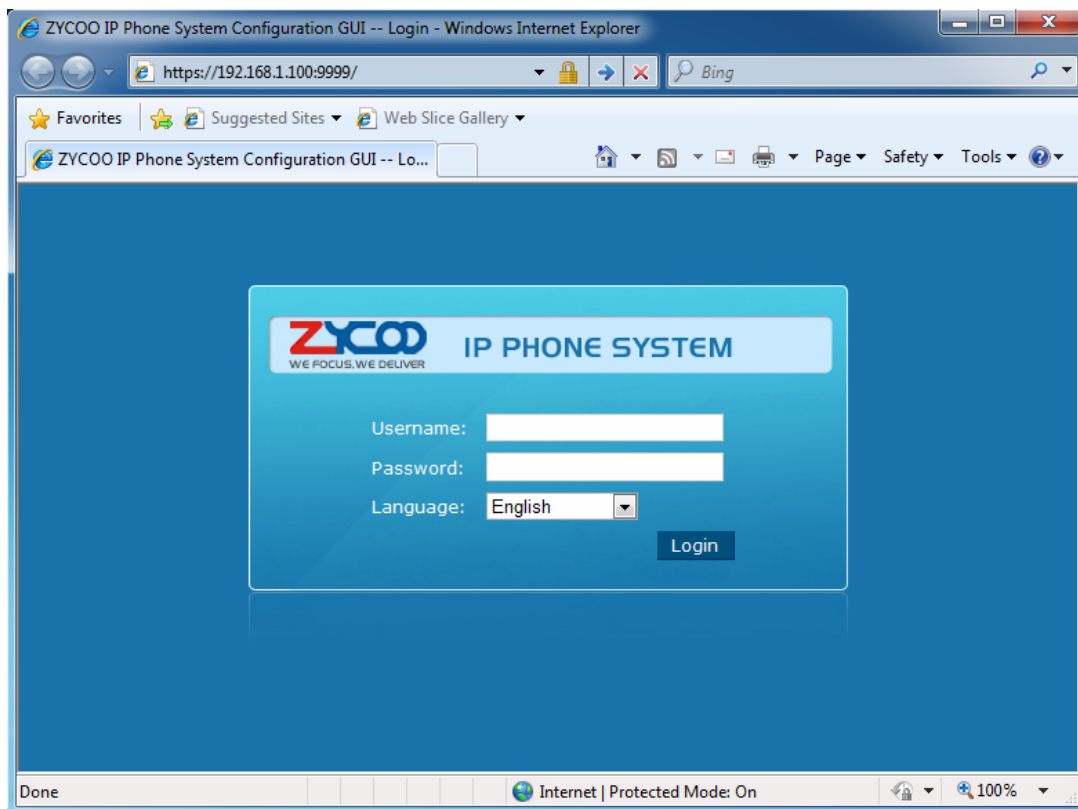 ZYCOO IP Phone System Configuration GUI -- Login - Windows Internet Explorer
https://192.168.1.100:9999/
Bing
Favorites
Suggested Sites
Web Slice Gallery
ZYCOO IP Phone System Configuration GUI -- Lo...
Page
Safety
Tools
ZYCOO
WE FOCUS,WE DELIVER
IP PHONE SYSTEM
Username:
Password:
Language:
English
Login
Done
Internet | Protected Mode: On
100%